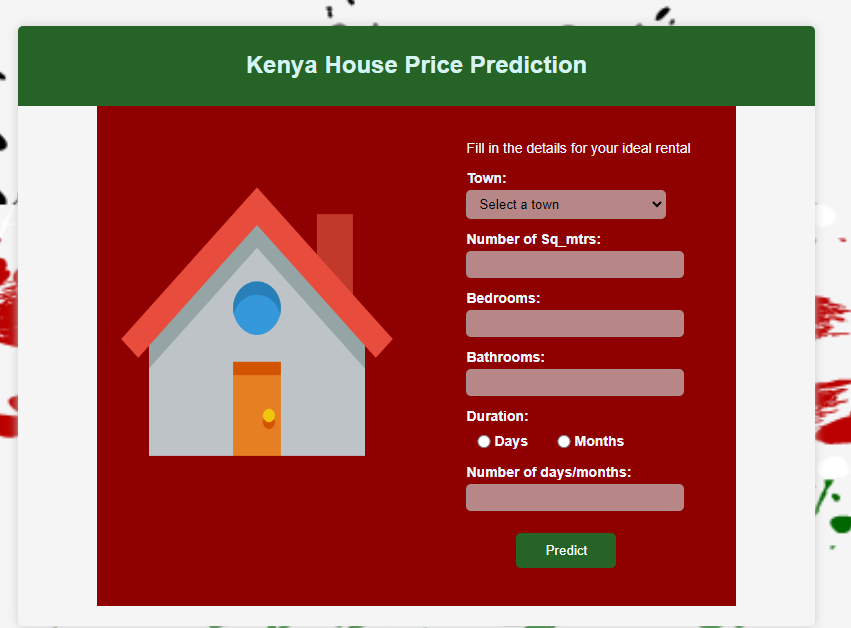 Kenya House Price Prediction
Fill in the details for your ideal rental
Town:
Select a town
Number of Sq_mtrs:
Bedrooms:
Bathrooms:
Duration:
Days Months
Number of days/months:
Predict